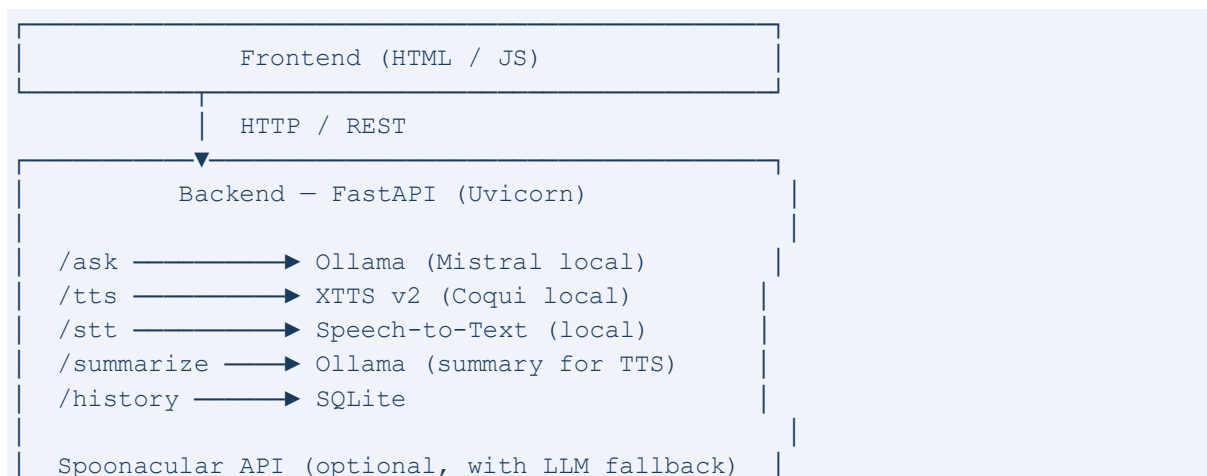 Frontend (HTML / JS)
HTTP / REST
Backend — FastAPI (Uvicorn)
/ask ──────────► Ollama (Mistral local)
/tts ──────────► XTTS v2 (Coqui local)
/stt ──────────► Speech-to-Text (local)
/summarize ────► Ollama (summary for TTS)
/history ──────► SQLite
Spoonacular API (optional, with LLM fallback)